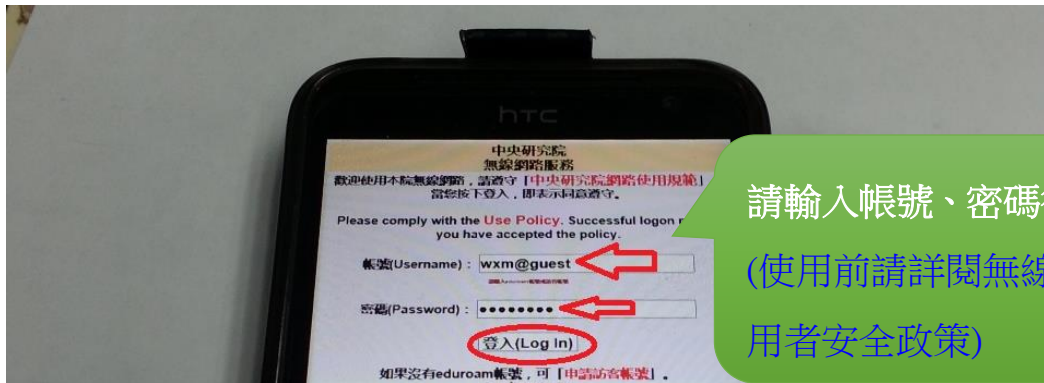 hTC
中央研究院
無線網路服務
歡迎使用本院無線網路，請遵守「中央研究院網路使用規範」
當您按下登入，即表示同意遵守。
Please comply with the Use Policy. Successful logon
you have accepted the policy.
帳號(Username)： wxm@guest
密碼(Password)： ••••••••
登入(Log In)
如果沒有eduroam帳號，可「申請訪客帳號」.
請輸入帳號、密碼
(使用前請詳閱無線
用者安全政策)